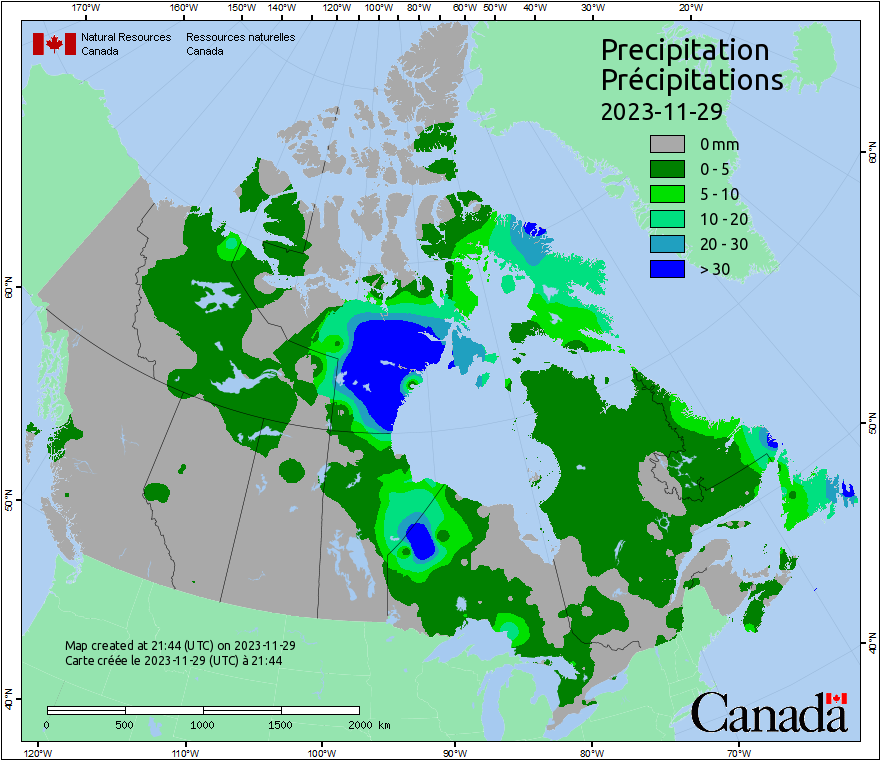 170°W 160°W 150°W 140°W 130°W 120°W 110°W 100°W 90°W 80°W 70°W 60°W 50°W 40°W 30°W 20°W
Natural Resources Ressources naturelles
Canada Canada
Precipitation
Précipitations
2023-11-29
0 mm
0 - 5
5 - 10
10 - 20
20 - 30
> 30
60°N
60°N
50°N
50°N
40°N
40°N
Map created at 21:44 (UTC) on 2023-11-29
Carte créée le 2023-11-29 (UTC) à 21:44
0 500 1000 1500 2000 km
Canada
120°W 110°W 100°W 90°W 80°W 70°W